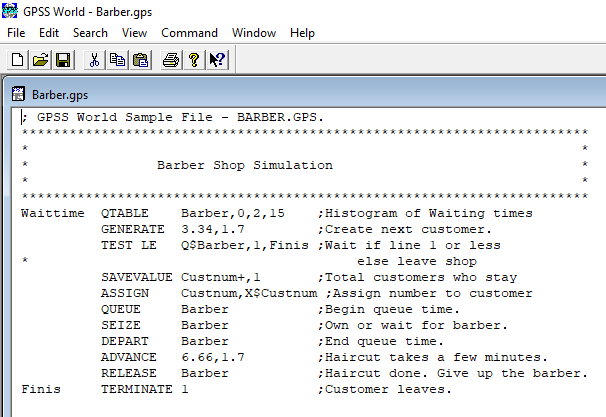 GPSS World - Barber.gps
File Edit Search View Command Window Help
Barber.gps
; GPSS World Sample File - BARBER.GPS.
***********************************************************************
*                                                                     *
*                Barber Shop Simulation                               *
*                                                                     *
***********************************************************************
Waittime  QTABLE    Barber,0,2,15    ;Histogram of Waiting times
          GENERATE  3.34,1.7         ;Create next customer.
          TEST LE   Q$Barber,1,Finis ;Wait if line 1 or less
*                                         else leave shop
          SAVEVALUE Custnum+,1       ;Total customers who stay
          ASSIGN    Custnum,X$Custnum ;Assign number to customer
          QUEUE     Barber           ;Begin queue time.
          SEIZE     Barber           ;Own or wait for barber.
          DEPART    Barber           ;End queue time.
          ADVANCE   6.66,1.7         ;Haircut takes a few minutes.
          RELEASE   Barber           ;Haircut done. Give up the barber.
Finis     TERMINATE 1                ;Customer leaves.